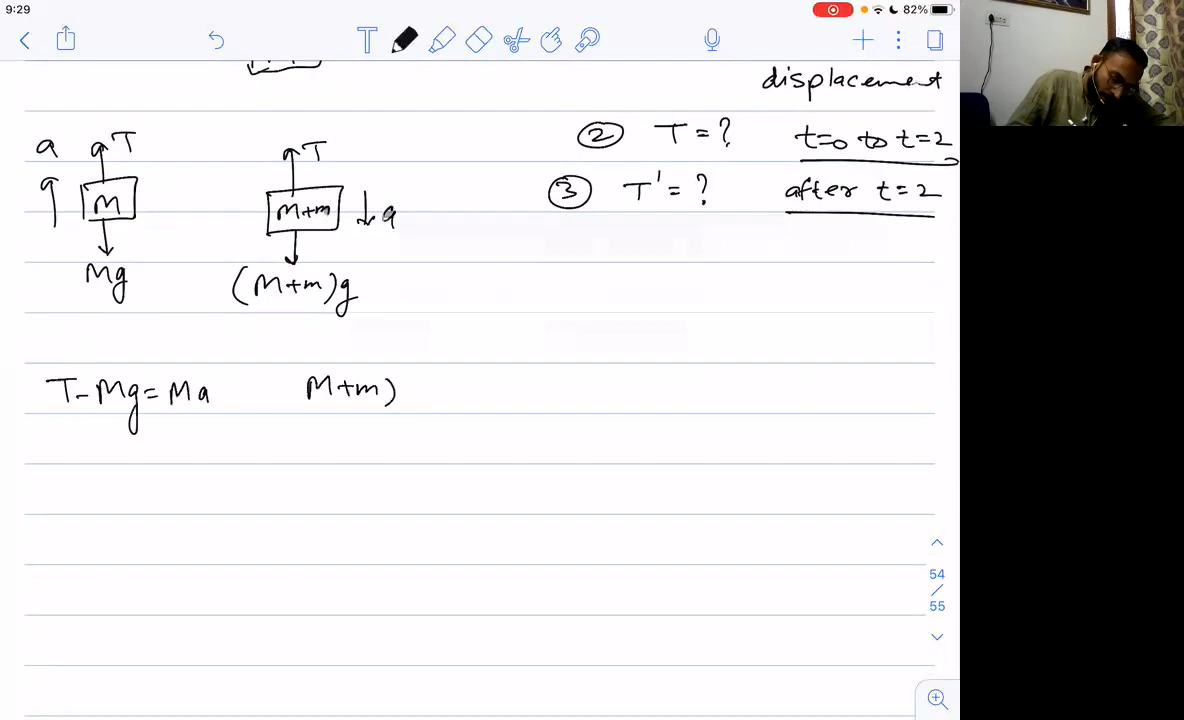 9:29
82%
displacement
a T T
② T = ? t=0 to t=2
M M+m a
③ T' = ? after t=2
Mg (M+m)g
T-Mg=Ma M+m)
54
/
55